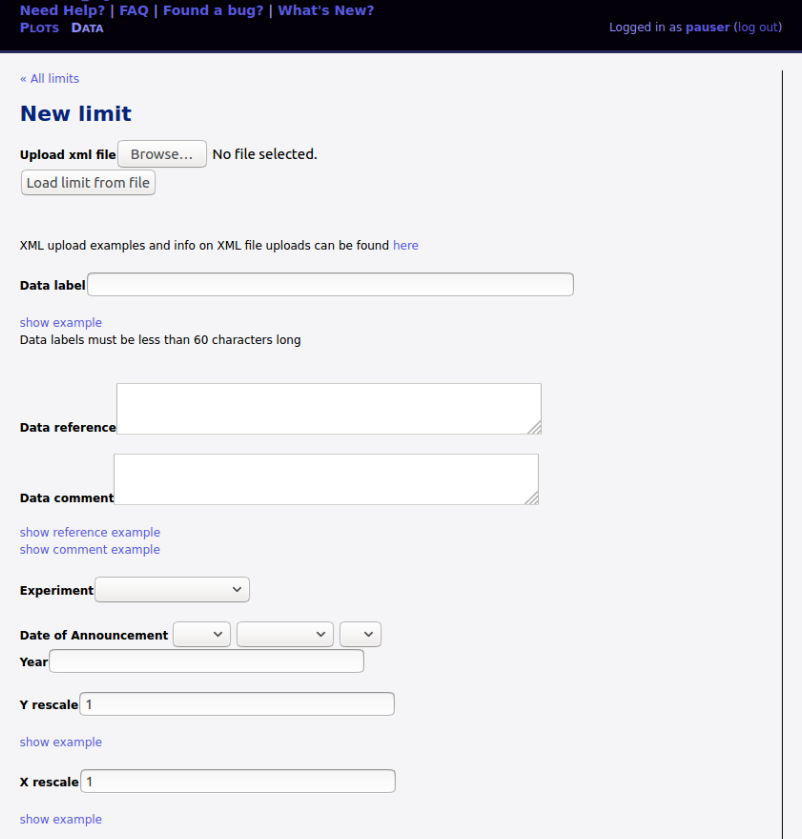 Need Help? | FAQ | Found a bug? | What's New?
PLOTS DATA
Logged in as pauser (log out)
« All limits
New limit
Upload xml file Browse... No file selected.
Load limit from file
XML upload examples and info on XML file uploads can be found here
Data label
show example
Data labels must be less than 60 characters long
Data reference
Data comment
show reference example
show comment example
Experiment
Date of Announcement
Year
Y rescale 1
show example
X rescale 1
show example